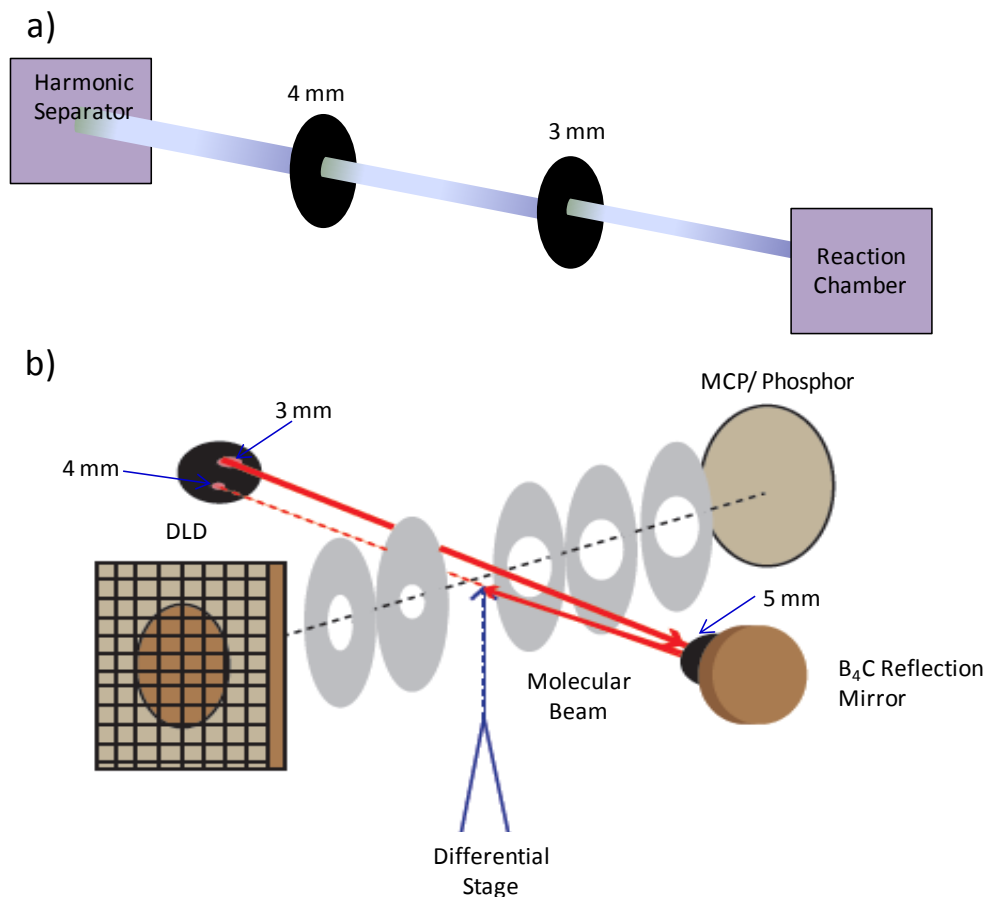 a)
Harmonic
Separator
4 mm
3 mm
Reaction
Chamber
b)
MCP/ Phosphor
3 mm
4 mm
DLD
5 mm
B₄C Reflection
Mirror
Molecular
Beam
Differential
Stage